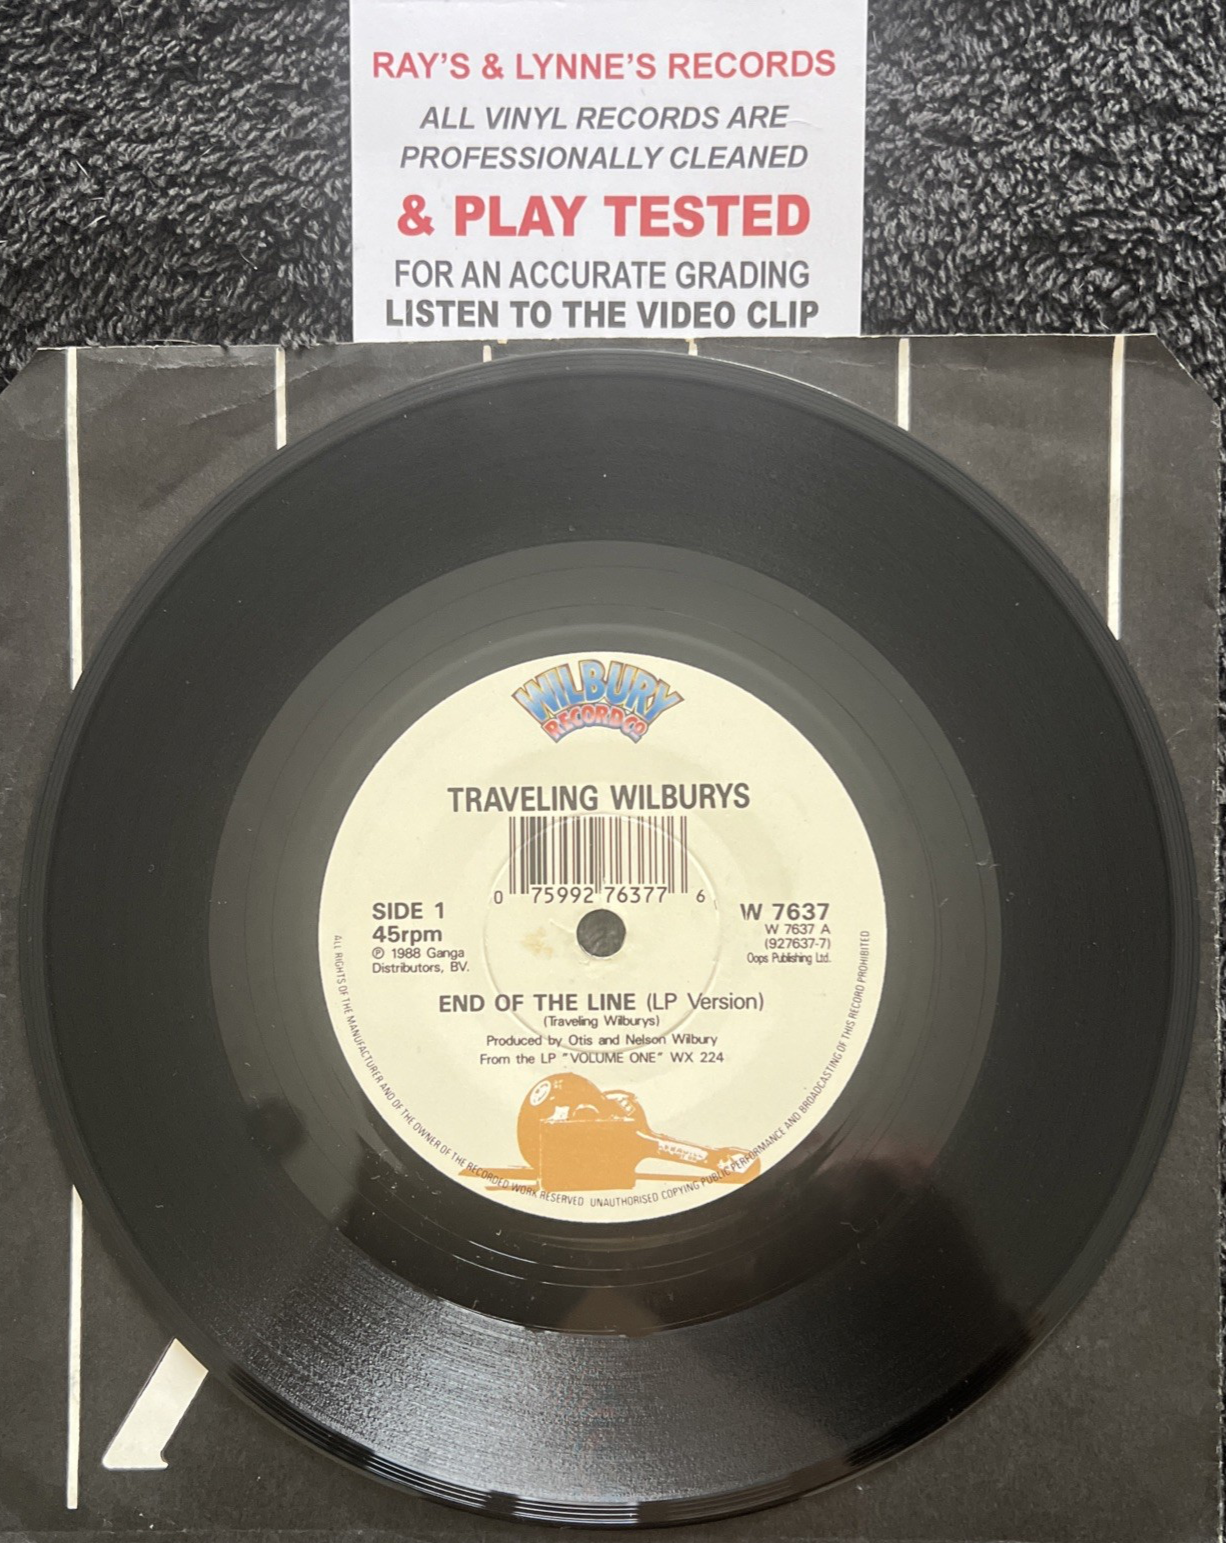 RAY'S & LYNNE'S RECORDS
ALL VINYL RECORDS ARE
PROFESSIONALLY CLEANED
& PLAY TESTED
FOR AN ACCURATE GRADING
LISTEN TO THE VIDEO CLIP
WILBURY
RECORD CO
TRAVELING WILBURYS
0 75992 76377 6
SIDE 1
45rpm
℗ 1988 Ganga
Distributors, BV.
W 7637
W 7637 A
(927637-7)
Oops Publishing Ltd.
END OF THE LINE (LP Version)
(Traveling Wilburys)
Produced by Otis and Nelson Wilbury
From the LP "VOLUME ONE" WX 224
ALL RIGHTS OF THE MANUFACTURER AND OF THE OWNER OF THE RECORDED WORK RESERVED UNAUTHORISED COPYING PUBLIC PERFORMANCE AND BROADCASTING OF THIS RECORD PROHIBITED